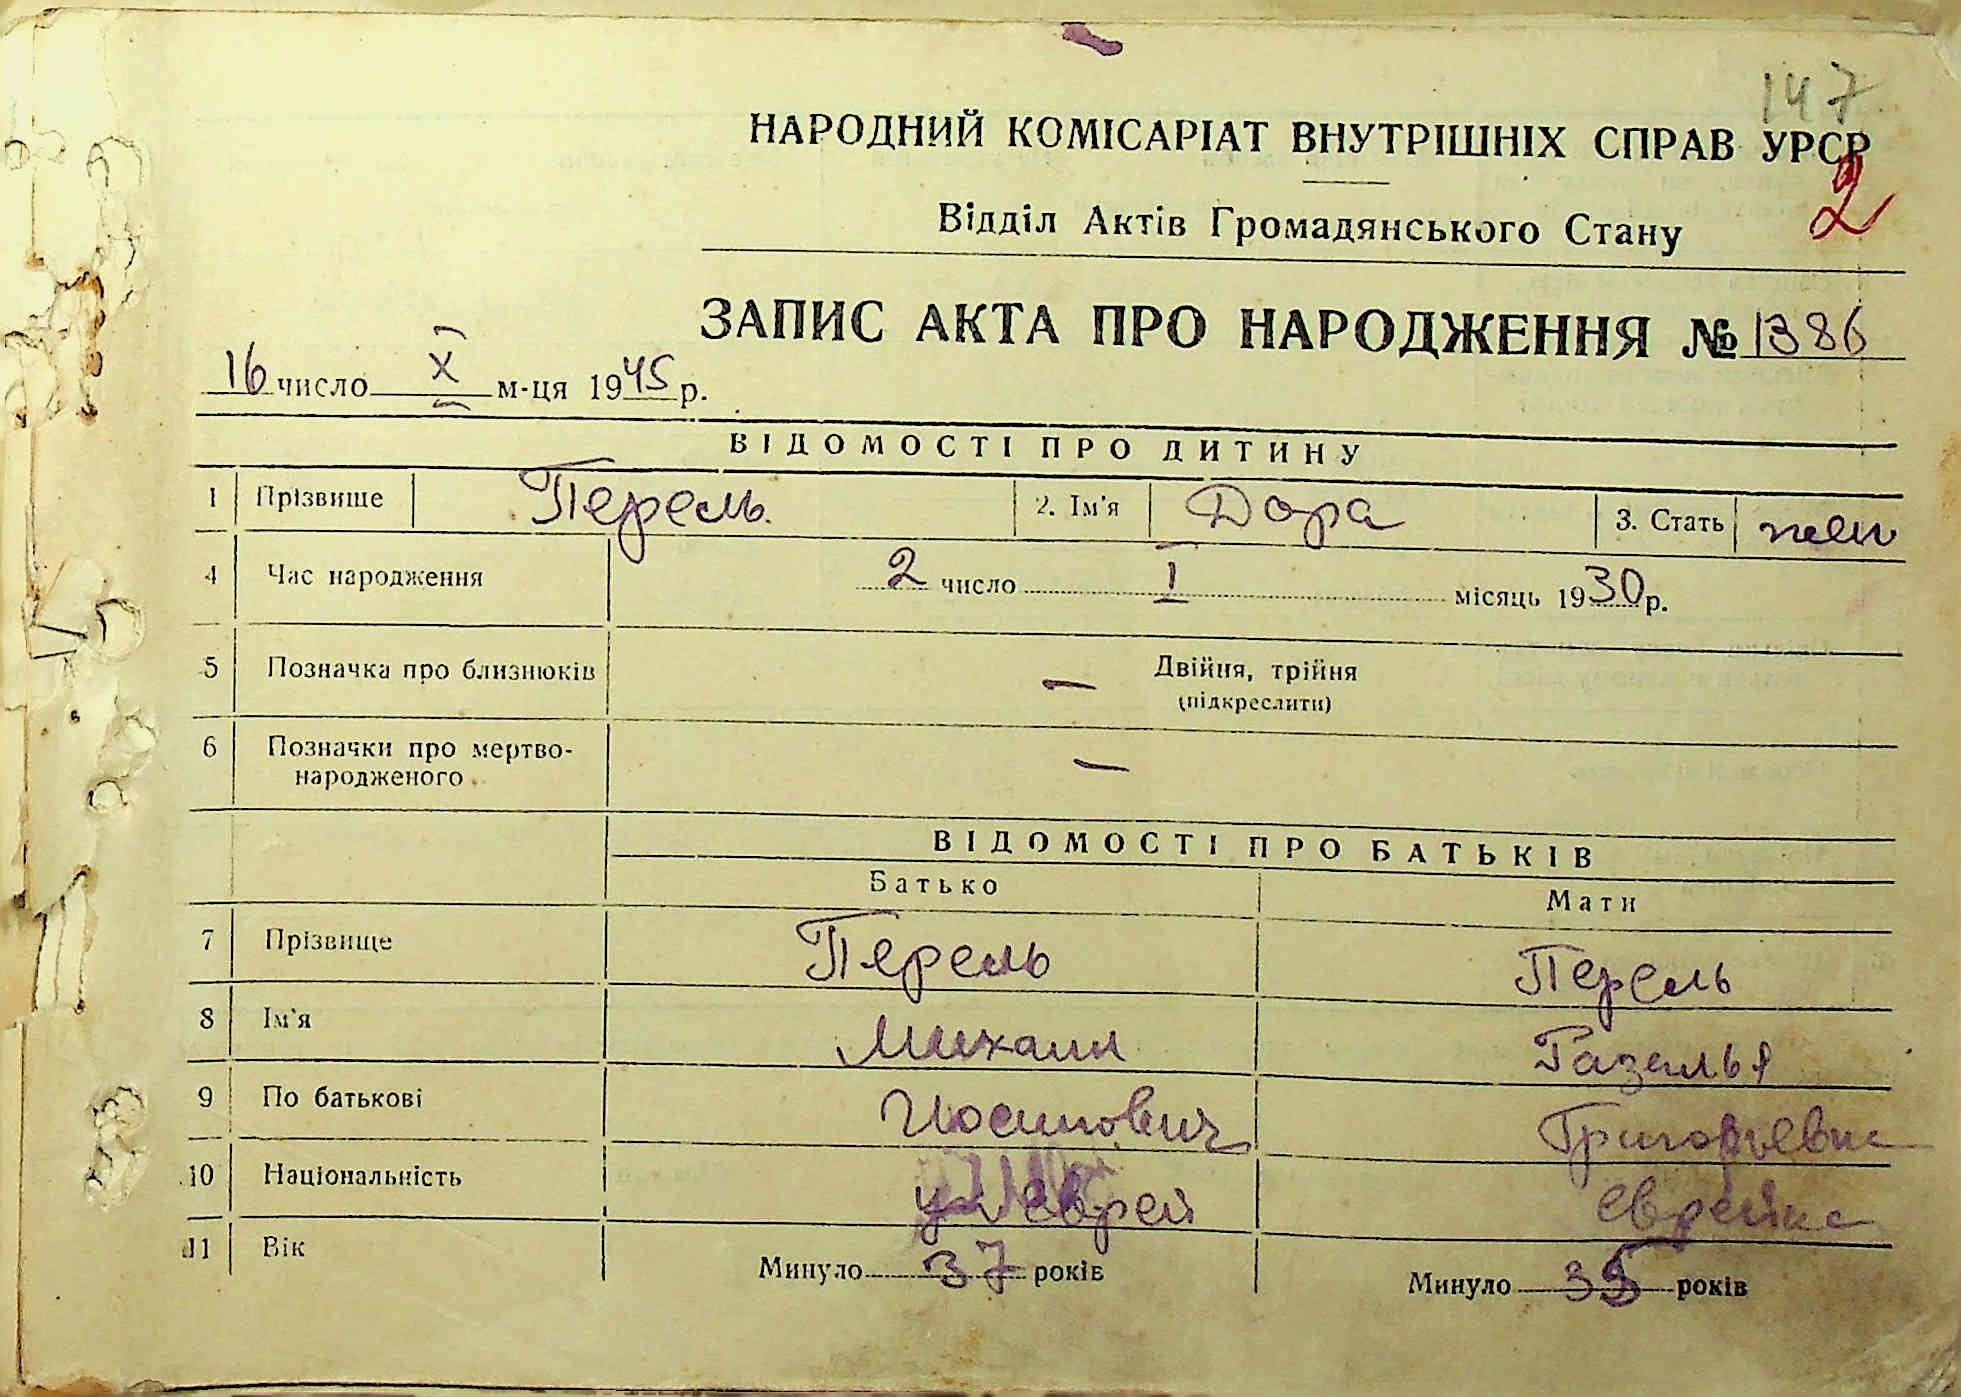 147
НАРОДНИЙ КОМІСАРІАТ ВНУТРІШНІХ СПРАВ УРСР
2
Відділ Актів Громадянського Стану
ЗАПИС АКТА ПРО НАРОДЖЕННЯ № 1386
16 число X м-ця 1945 р.
ВІДОМОСТІ ПРО ДИТИНУ
1 Прізвище Перель 2. Ім'я Дора 3. Стать жен
4 Час народження 2 число I місяць 1930 р.
5 Позначка про близнюків — Двійня, трійня
(підкреслити)
6 Позначки про мертво-
народженого —
ВІДОМОСТІ ПРО БАТЬКІВ
Батько Мати
7 Прізвище Перель Перель
8 Ім'я Михаил
9 По батькові Иосипович Григорьевна
10 Національність еврей еврейка
11 Вік Минуло 37 років Минуло 35 років